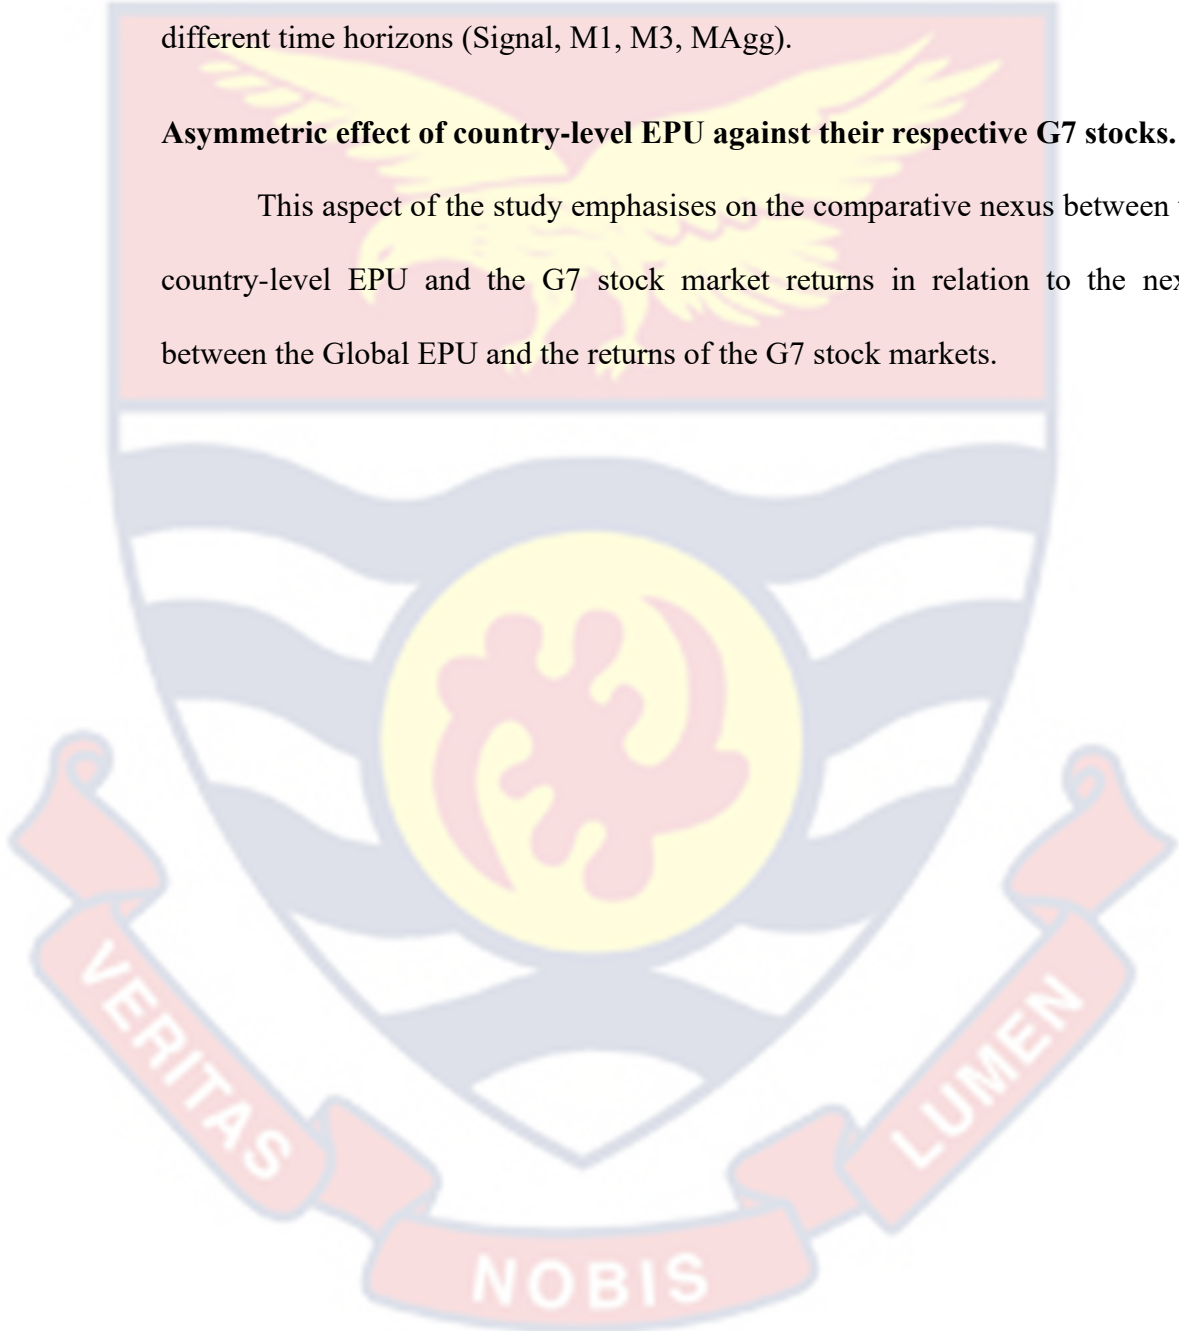 different time horizons (Signal, M1, M3, MAgg).
Asymmetric effect of country-level EPU against their respective G7 stocks.
This aspect of the study emphasises on the comparative nexus between
country-level EPU and the G7 stock market returns in relation to the
between the Global EPU and the returns of the G7 stock markets.
VERITAS
NOBIS
LUMEN